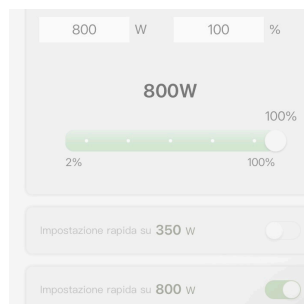 800 W 100 %
800W
100%
2% 100%
Impostazione rapida su 350 W
Impostazione rapida su 800 W